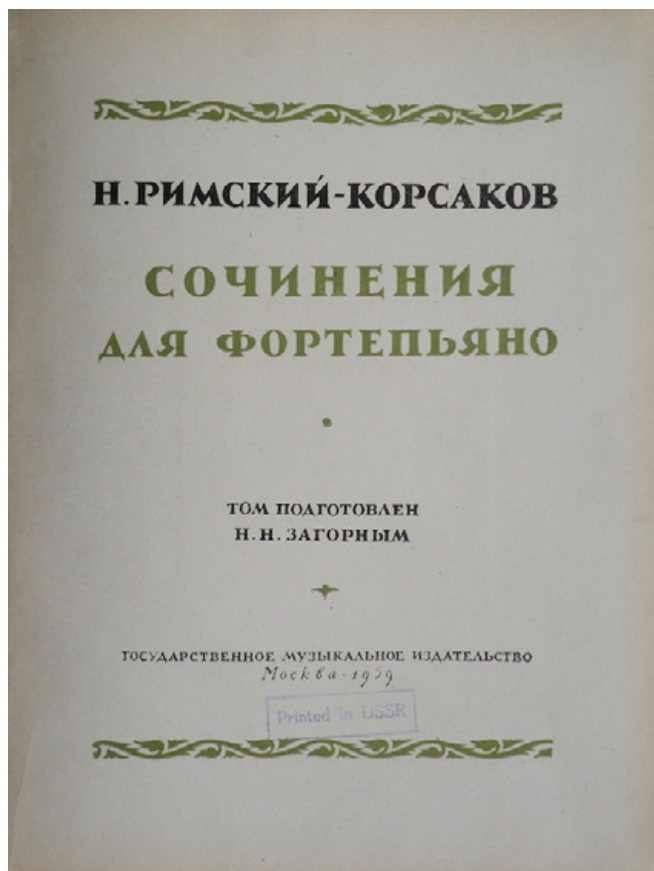 Н. РИМСКИЙ-КОРСАКОВ
СОЧИНЕНИЯ
ДЛЯ ФОРТЕПЬЯНО
ТОМ ПОДГОТОВЛЕН
Н. Н. ЗАГОРНЫМ
ГОСУДАРСТВЕННОЕ МУЗЫКАЛЬНОЕ ИЗДАТЕЛЬСТВО
Москва · 1959
Printed in USSR